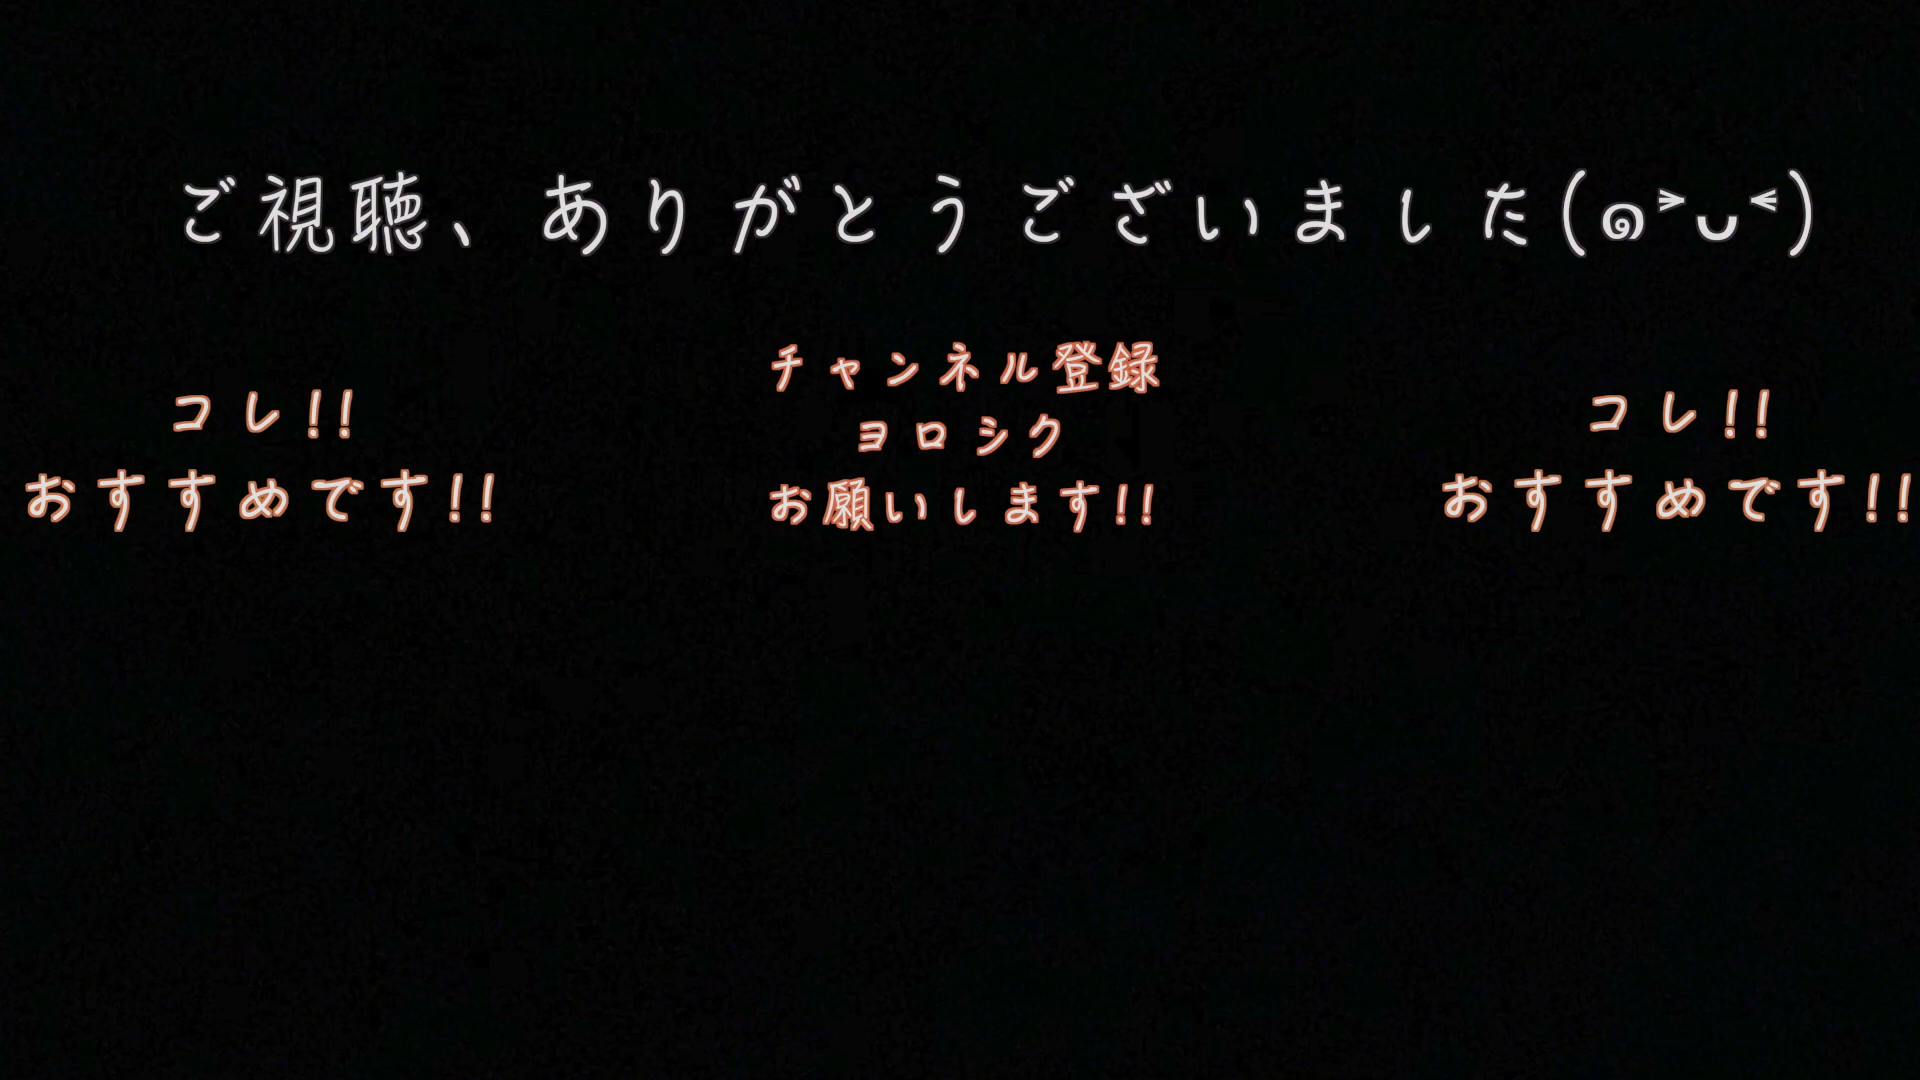 ご視聴、ありがとうございました(๑˃ᴗ˂)
コレ!!
おすすめです!!
チャンネル登録
ヨロシク
お願いします!!
コレ!!
おすすめです!!